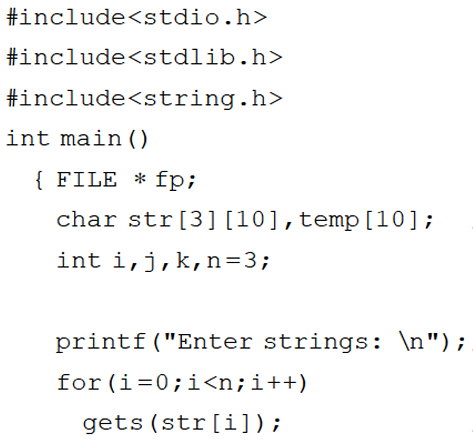 #include<stdio.h>
#include<stdlib.h>
#include<string.h>
int main()
{ FILE * fp;
char str[3][10],temp[10];
int i,j,k,n=3;
printf("Enter strings: \n");
for(i=0;i<n;i++)
gets(str[i]);